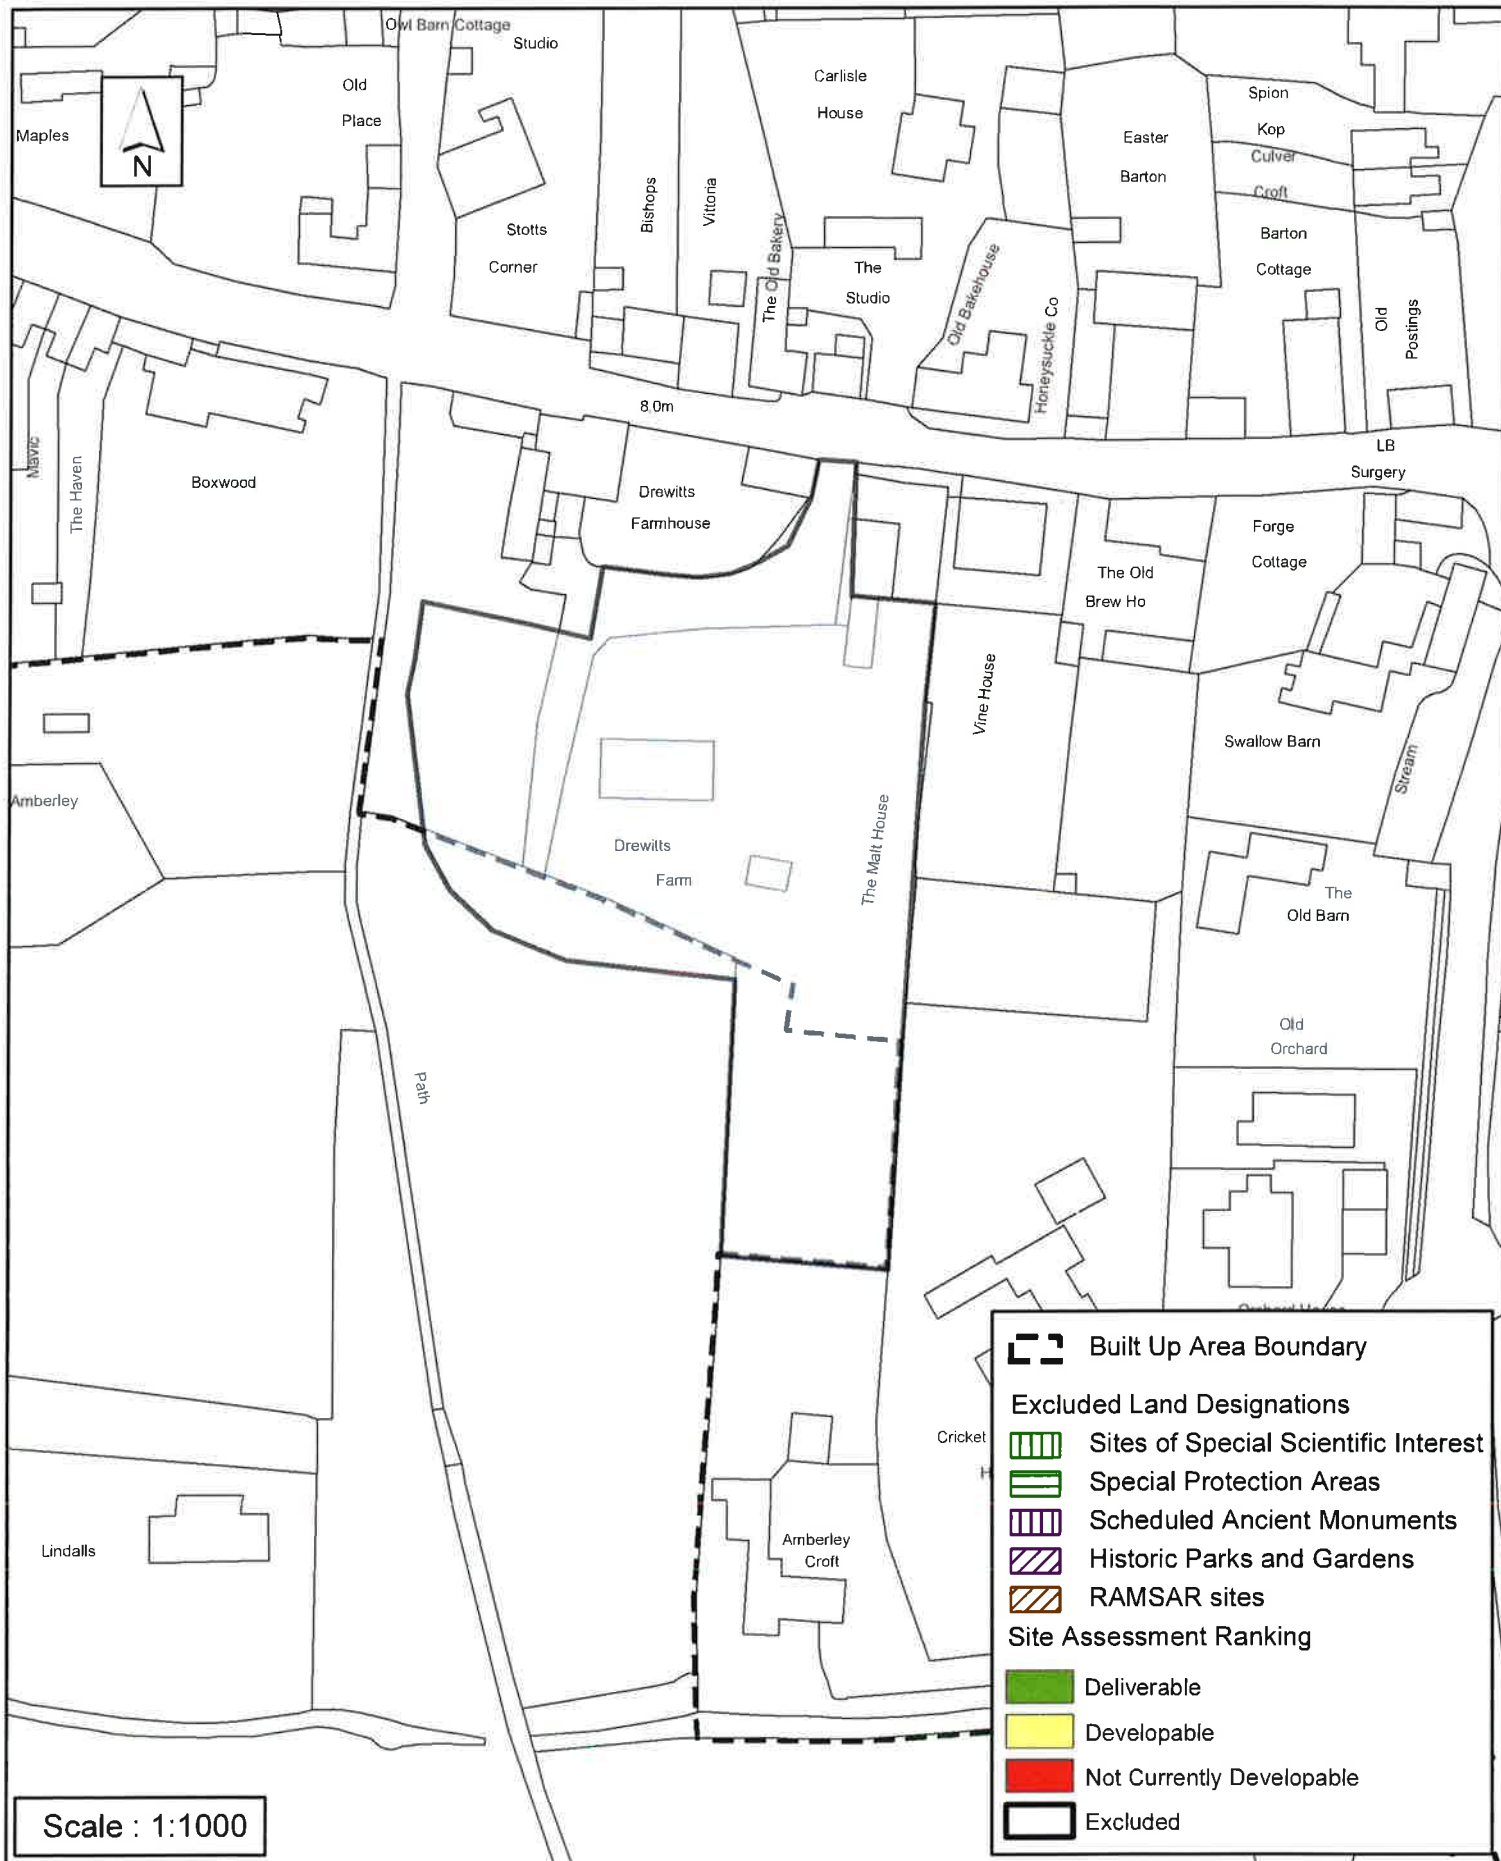 Owl Barn Cottage
Studio
Old
Place
Maples
N
Carlisle
House
Spion
Kop
Culver
Croft
Easter
Barton
Bishops
Vittoria
The Old Bakery
Stotts
Corner
The
Studio
Old Bakehouse
Honeysuckle Co
Barton
Cottage
Old
Postings
8.0m
LB
Surgery
Mavic
The Haven
Boxwood
Drewitts
Farmhouse
Forge
Cottage
The Old
Brew Ho
Vine House
Swallow Barn
Stream
Amberley
Drewitts
Farm
The Malt House
The
Old Barn
Old
Orchard
Path
Orchard House
Cricket
H
Lindalls
Amberley
Croft
Built Up Area Boundary
Excluded Land Designations
Sites of Special Scientific Interest
Special Protection Areas
Scheduled Ancient Monuments
Historic Parks and Gardens
RAMSAR sites
Site Assessment Ranking
Deliverable
Developable
Not Currently Developable
Excluded
Scale : 1:1000